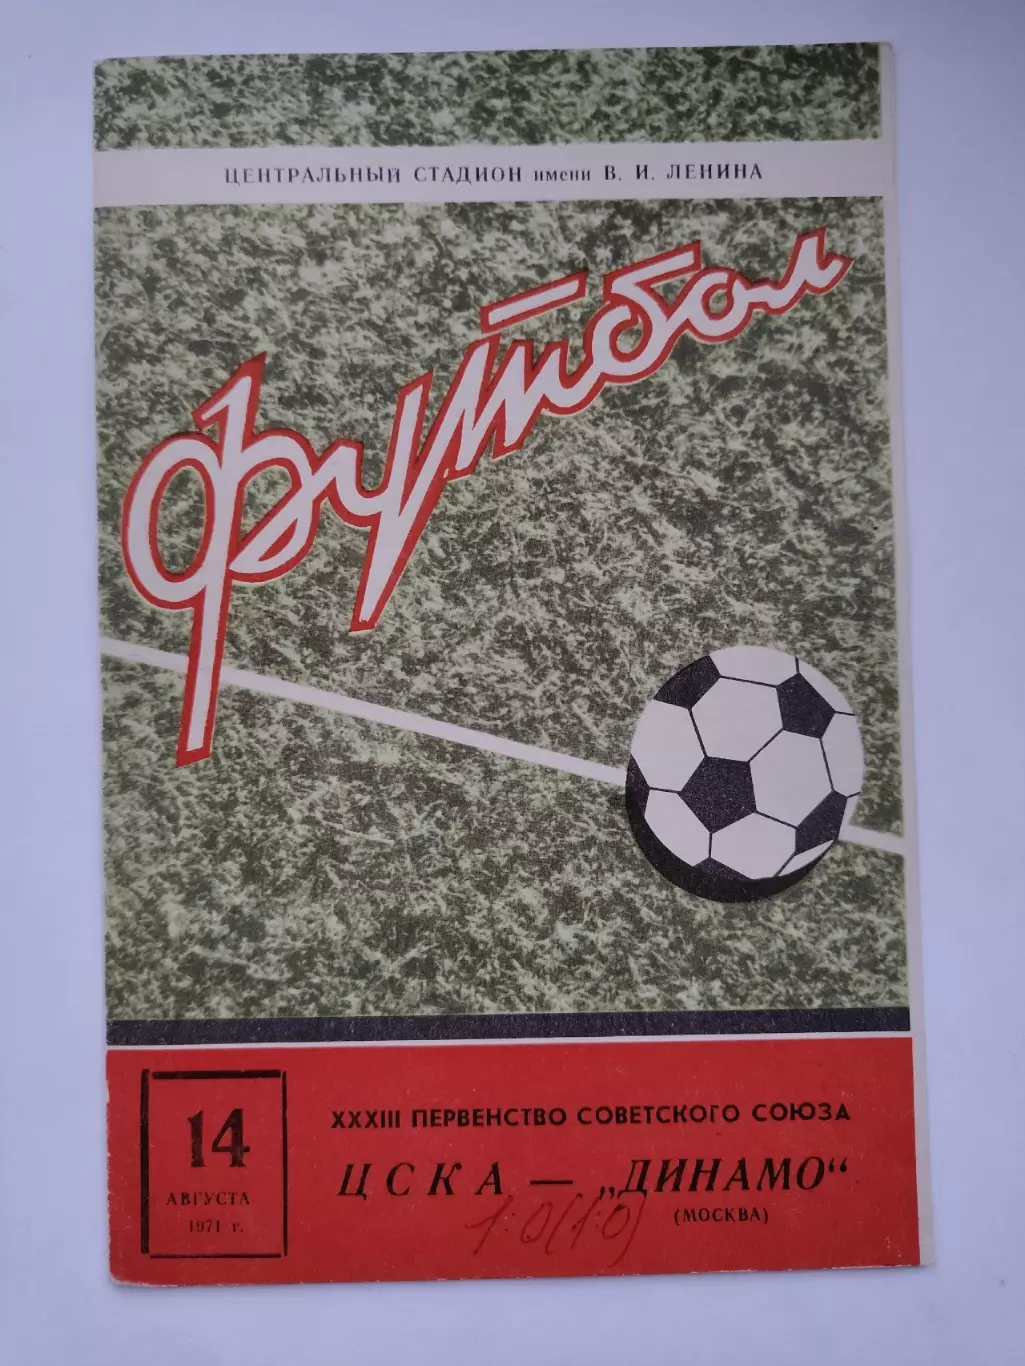 ЦЕНТРАЛЬНЫЙ СТАДИОН имени В. И. ЛЕНИНА
Футбол
14
АВГУСТА
1971 г.
XXXIII ПЕРВЕНСТВО СОВЕТСКОГО СОЮЗА
ЦСКА — „ДИНАМО“
(МОСКВА)
1:0(1:0)